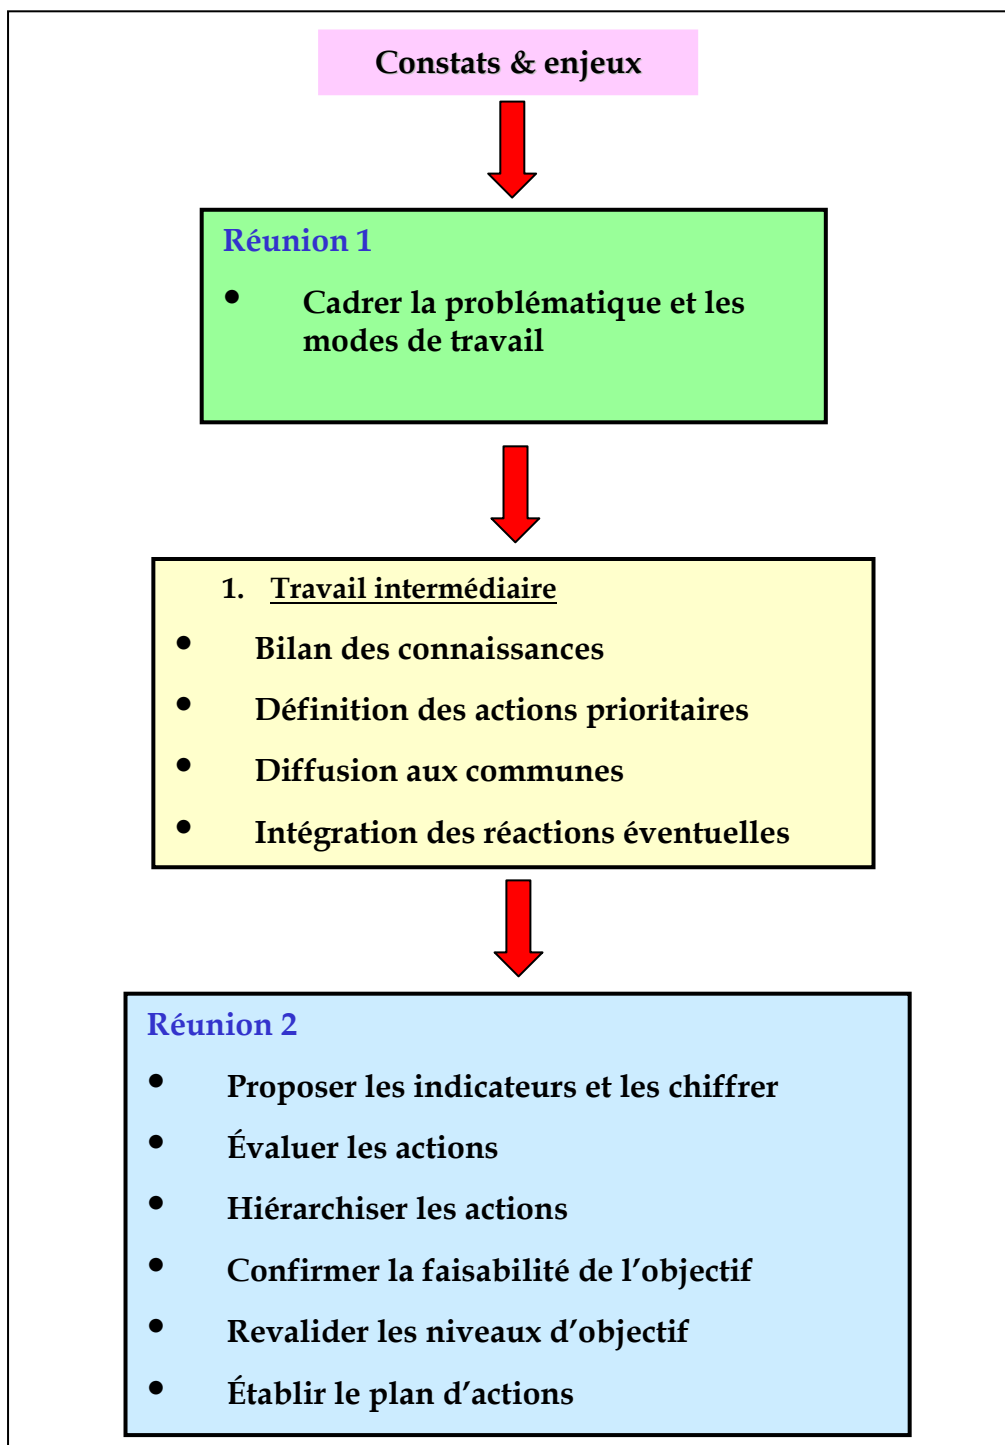 Constats & enjeux
Réunion 1
• Cadrer la problématique et les
modes de travail
1. Travail intermédiaire
• Bilan des connaissances
• Définition des actions prioritaires
• Diffusion aux communes
• Intégration des réactions éventuelles
Réunion 2
• Proposer les indicateurs et les chiffrer
• Évaluer les actions
• Hiérarchiser les actions
• Confirmer la faisabilité de l’objectif
• Revalider les niveaux d’objectif
• Établir le plan d’actions